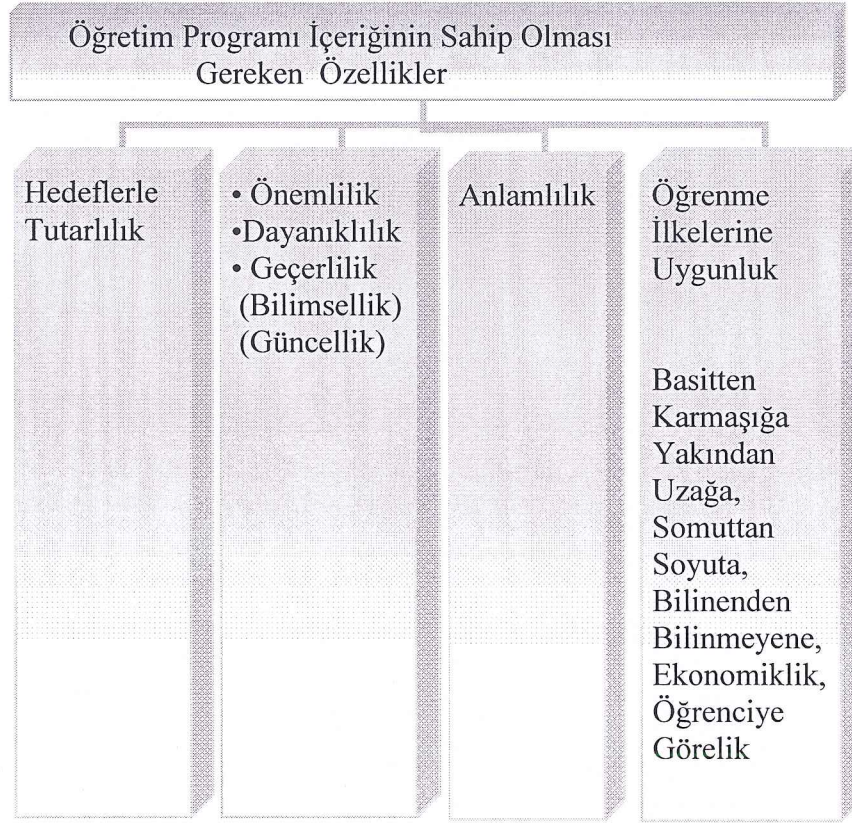 Öğretim Programı İçeriğinin Sahip Olması
Gereken Özellikler
Hedeflerle
Tutarlılık
• Önemlilik
•Dayanıklılık
• Geçerlilik
(Bilimsellik)
(Güncellik)
Anlamlılık
Öğrenme
İlkelerine
Uygunluk
Basitten
Karmaşığa
Yakından
Uzağa,
Somuttan
Soyuta,
Bilinenden
Bilinmeyene,
Ekonomiklik,
Öğrenciye
Görelik